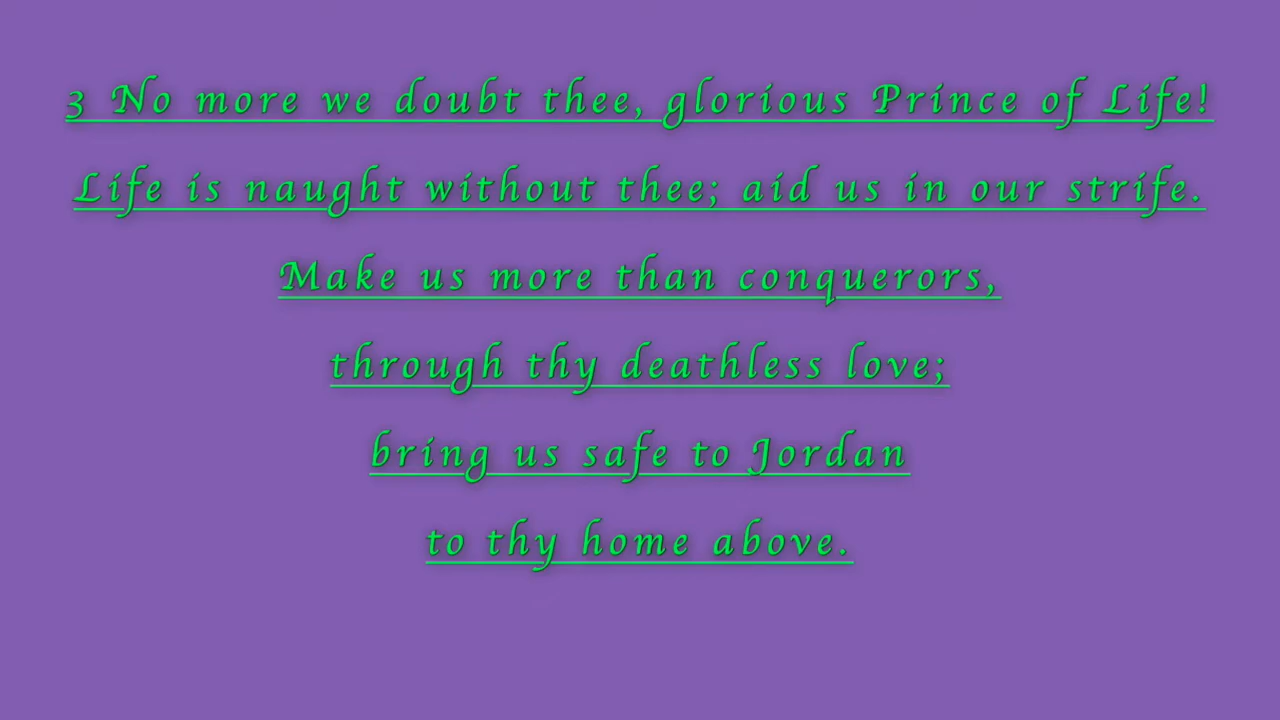 3 No more we doubt thee, glorious Prince of Life!
Life is naught without thee; aid us in our strife.
Make us more than conquerors,
through thy deathless love;
bring us safe to Jordan
to thy home above.